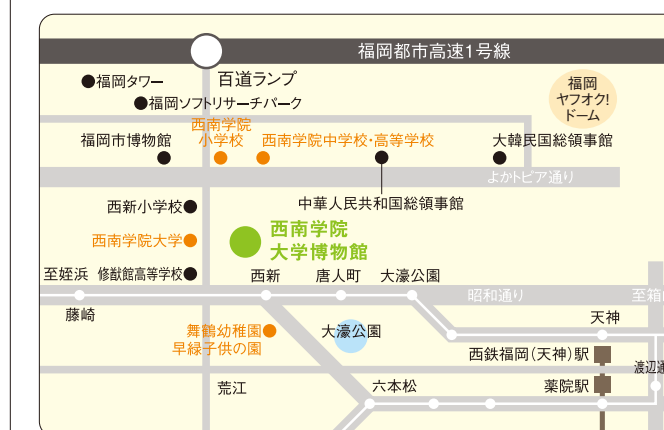 福岡都市高速1号線
福岡タワー
百道ランプ
福岡
ヤフオク!
ドーム
福岡ソフトリサーチパーク
西南学院
小学校
福岡市博物館
西南学院中学校・高等学校
大韓民国総領事館
よかトピア通り
中華人民共和国総領事館
西新小学校
西南学院
大学博物館
西南学院大学
至姪浜
修猷館高等学校
西新
唐人町
大濠公園
昭和通り
至箱
藤崎
天神
舞鶴幼稚園
早緑子供の園
大濠公園
西鉄福岡(天神)駅
渡辺通
荒江
六本松
薬院駅